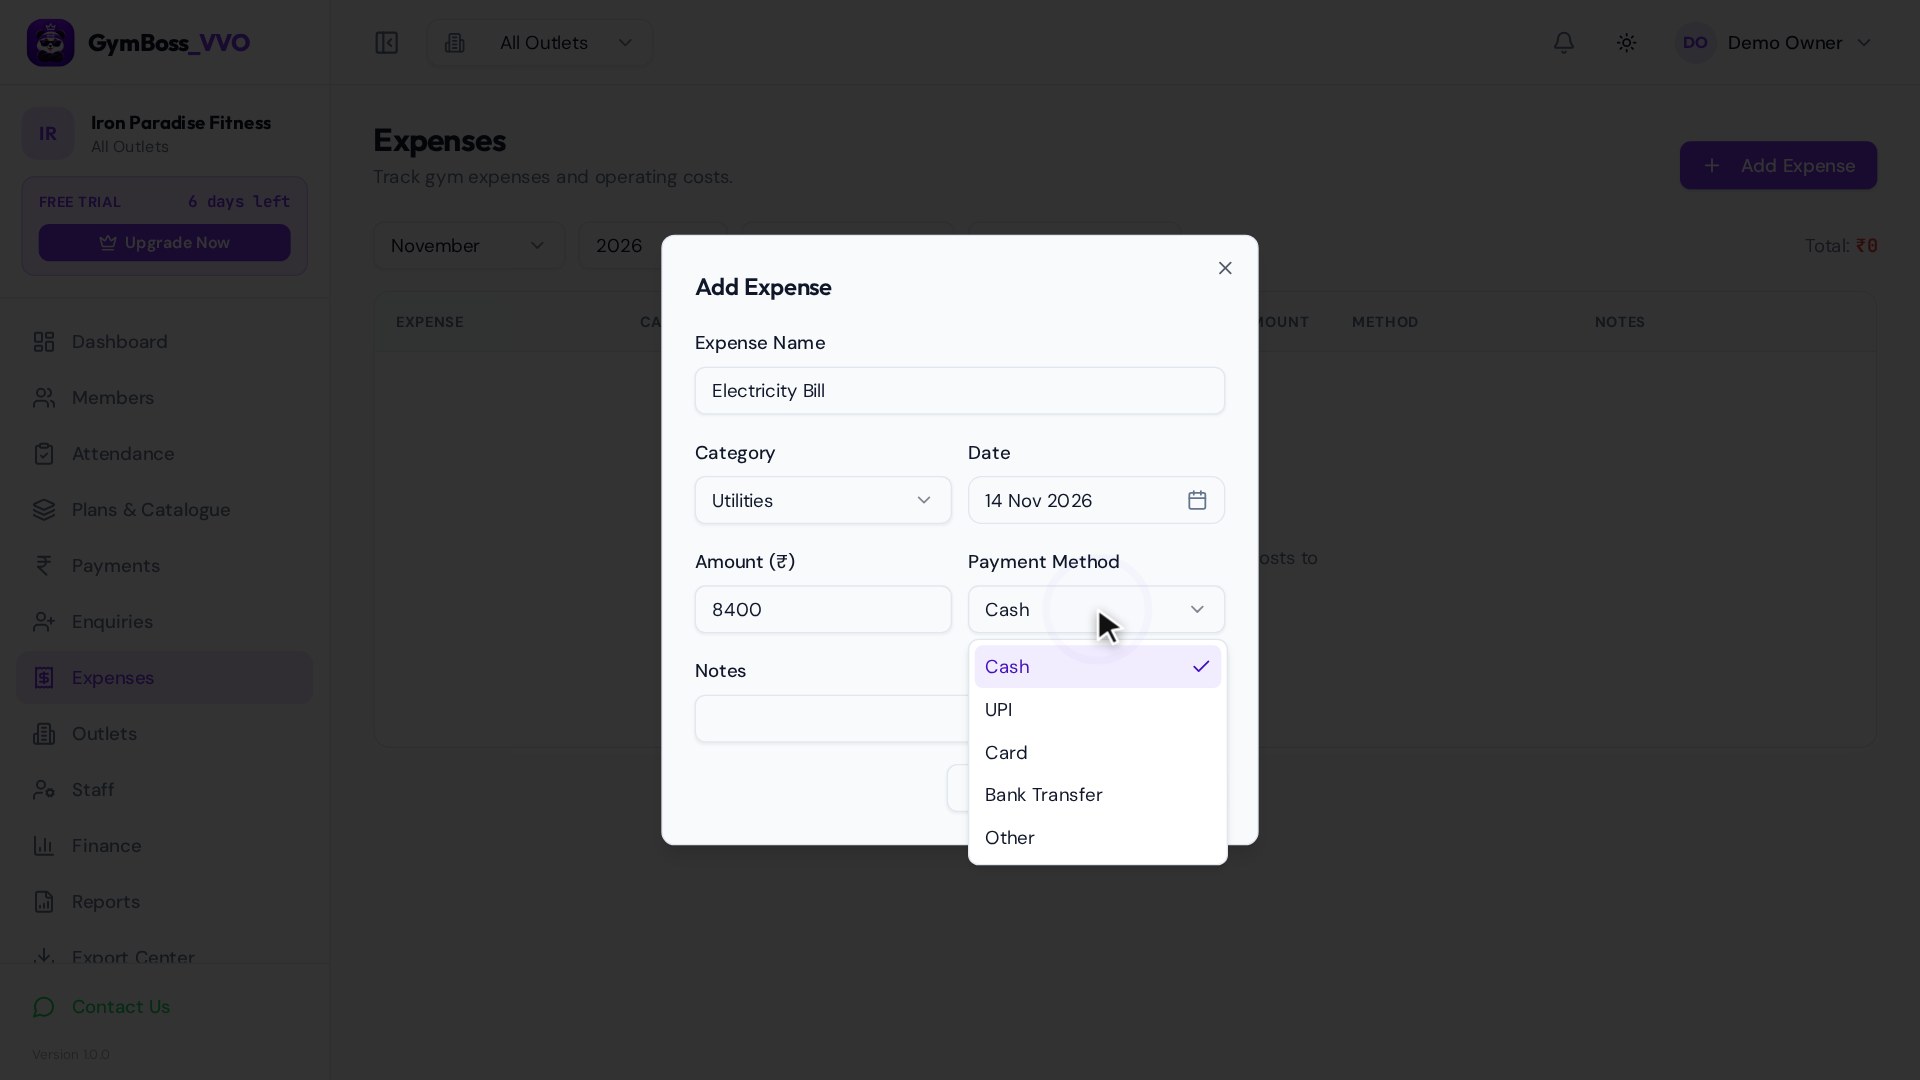 GymBoss_VVO
All Outlets
DO Demo Owner
IR
Iron Paradise Fitness
All Outlets
FREE TRIAL 6 days left
Upgrade Now
Dashboard
Members
Attendance
Plans & Catalogue
Payments
Enquiries
Expenses
Outlets
Staff
Finance
Reports
Export Center
Contact Us
Version 1.0.0
Expenses
Track gym expenses and operating costs.
Add Expense
November
2026
Total: ₹0
EXPENSE
METHOD
NOTES
osts to
Add Expense
Expense Name
Electricity Bill
Category
Date
Utilities
14 Nov 2026
Amount (₹)
Payment Method
8400
Cash
Notes
Cash
UPI
Card
Bank Transfer
Other